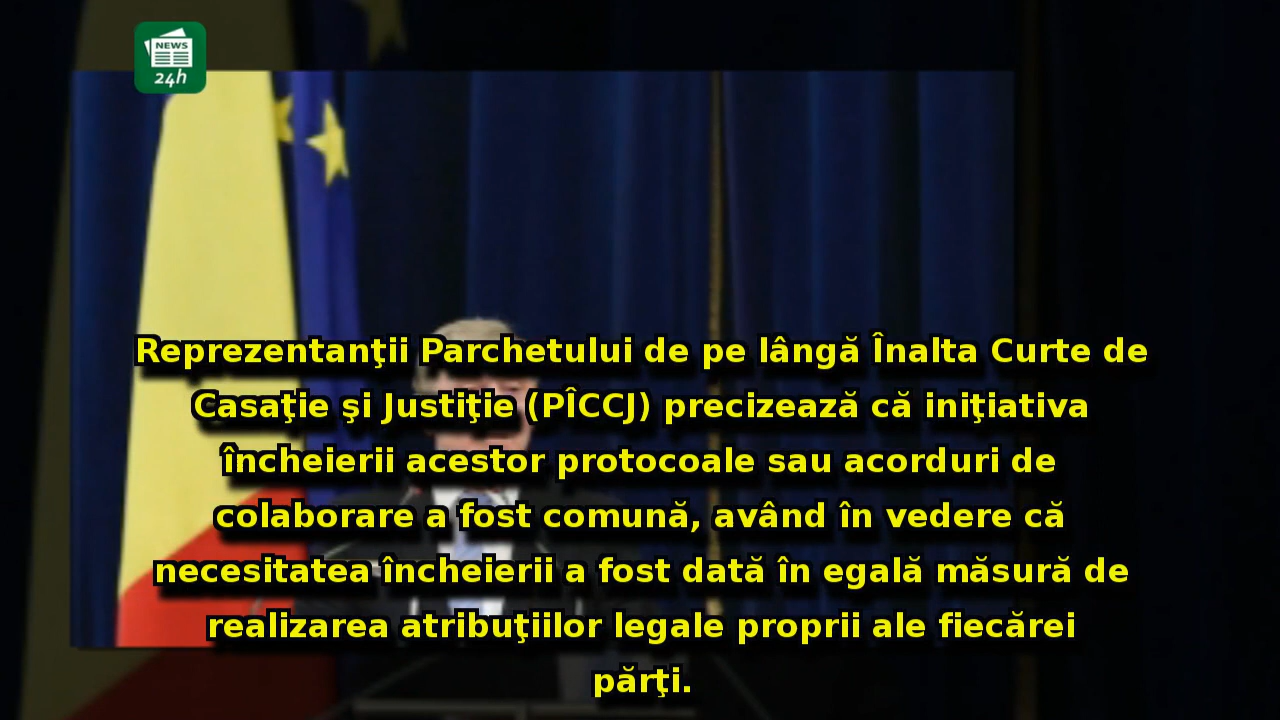 NEWS
24h
Reprezentanţii Parchetului de pe lângă Înalta Curte de
Casaţie şi Justiţie (PÎCCJ) precizează că iniţiativa
încheierii acestor protocoale sau acorduri de
colaborare a fost comună, având în vedere că
necesitatea încheierii a fost dată în egală măsură de
realizarea atribuţiilor legale proprii ale fiecărei
părţi.